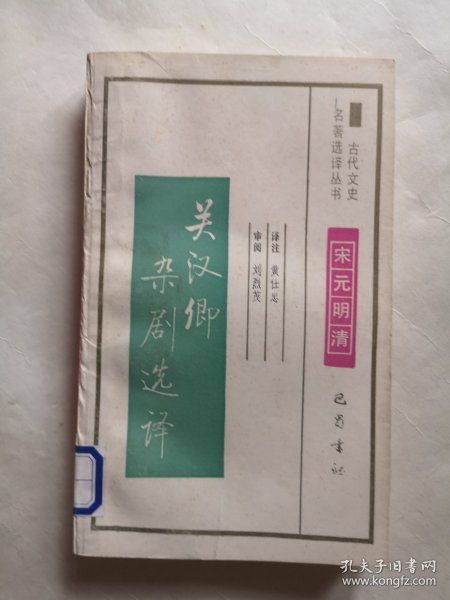 古代文史
名著选译丛书
宋元明清
译注 黄仕忠
审阅 刘烈茂
关汉卿
杂剧选译
巴蜀书社
孔夫子旧书网
www.kongfz.com